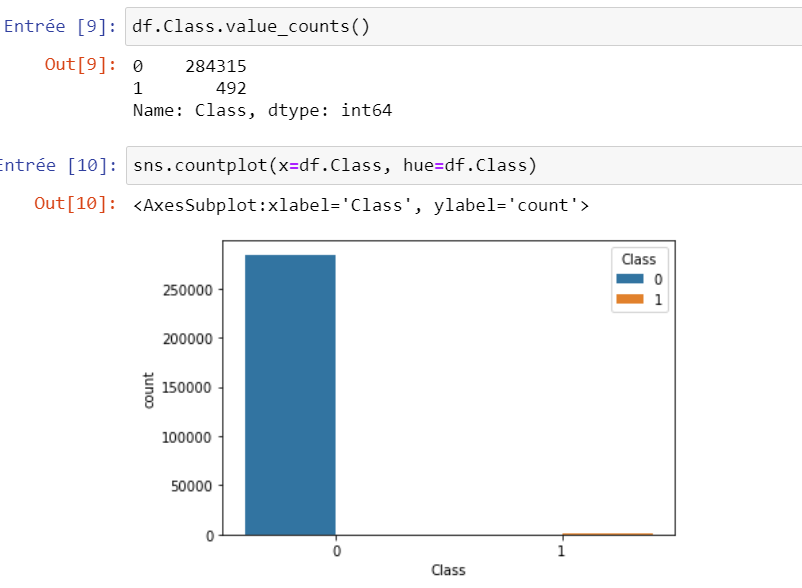 Entrée [9]: df.Class.value_counts()
Out[9]: 0    284315
1       492
Name: Class, dtype: int64
Entrée [10]: sns.countplot(x=df.Class, hue=df.Class)
Out[10]: <AxesSubplot:xlabel='Class', ylabel='count'>
Class
0
1
250000
200000
150000
100000
50000
0
count
0 1
Class